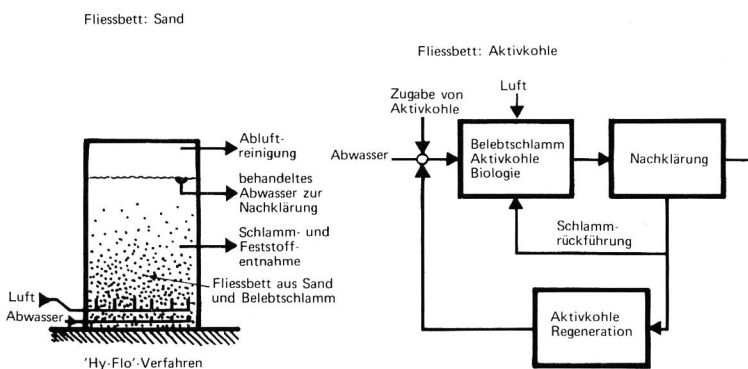 Fliessbett: Sand
Abluft-
reinigung
behandeltes
Abwasser zur
Nachklärung
Schlamm- und
Feststoff-
entnahme
Fliessbett aus Sand
und Belebtschlamm
Luft
Abwasser
'Hy-Flo'-Verfahren
Fliessbett: Aktivkohle
Zugabe von
Aktivkohle
Luft
Abwasser
Belebtschlamm
Aktivkohle
Biologie
Nachklärung
Schlamm-
rückführung
Aktivkohle
Regeneration